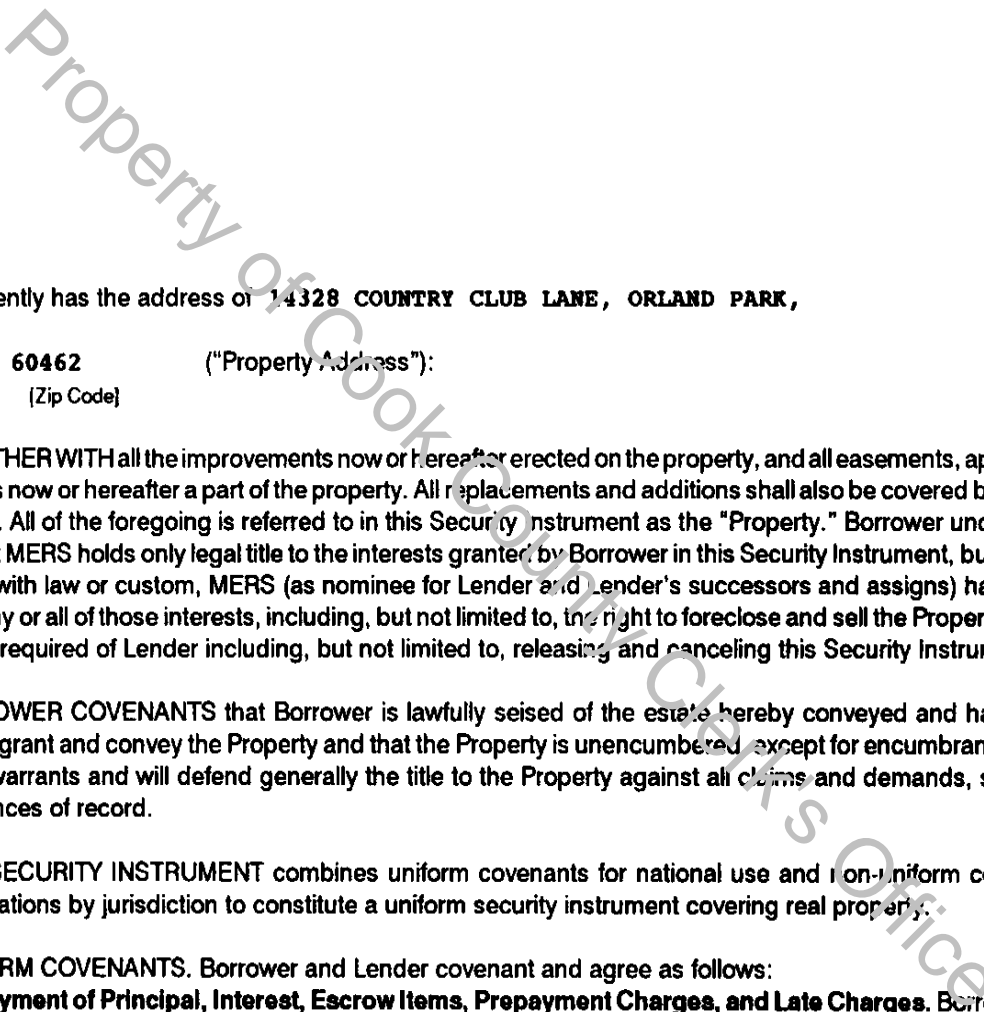 Property of Cook County Clerk's Office
ently has the address of 14328 COUNTRY CLUB LANE, ORLAND PARK,
60462 ("Property Address"):
[Zip Code]
THER WITH all the improvements now or hereafter erected on the property, and all easements, ap
s now or hereafter a part of the property. All replacements and additions shall also be covered b
. All of the foregoing is referred to in this Security Instrument as the "Property." Borrower und
t MERS holds only legal title to the interests granted by Borrower in this Security Instrument, bu
with law or custom, MERS (as nominee for Lender and Lender's successors and assigns) ha
ny or all of those interests, including, but not limited to, the right to foreclose and sell the Proper
required of Lender including, but not limited to, releasing and canceling this Security Instrum
OWER COVENANTS that Borrower is lawfully seised of the estate hereby conveyed and ha
grant and convey the Property and that the Property is unencumbered, except for encumbran
warrants and will defend generally the title to the Property against all claims and demands, s
nces of record.
SECURITY INSTRUMENT combines uniform covenants for national use and non-uniform c
ations by jurisdiction to constitute a uniform security instrument covering real property.
RM COVENANTS. Borrower and Lender covenant and agree as follows:
yment of Principal, Interest, Escrow Items, Prepayment Charges, and Late Charges. Borr